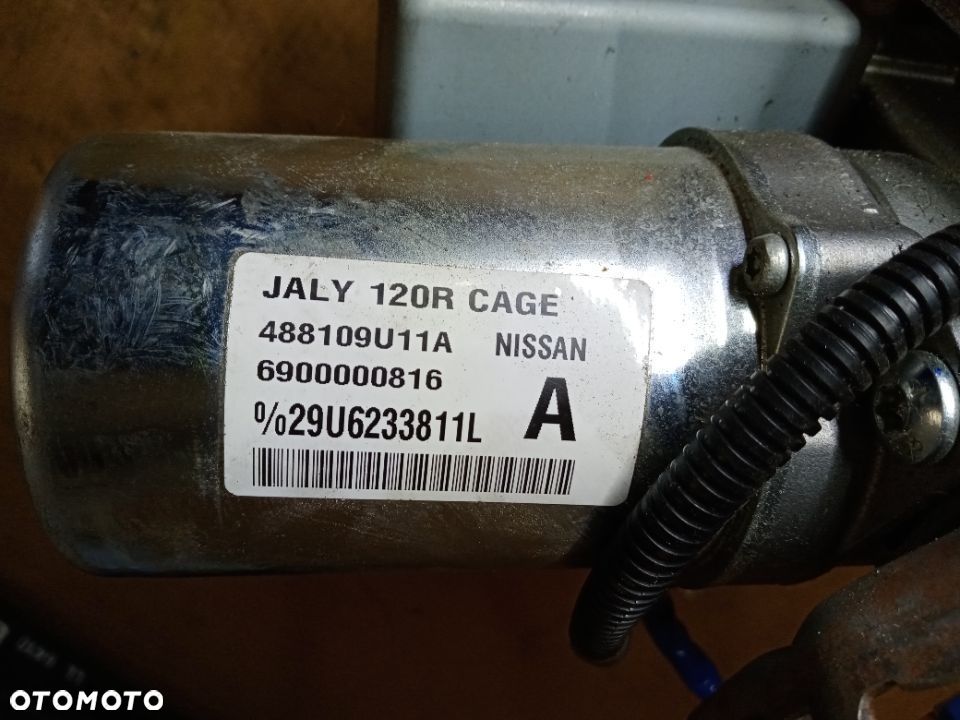 JALY 120R CAGE
488109U11A NISSAN
6900000816
%29U6233811L A
OTOMOTO